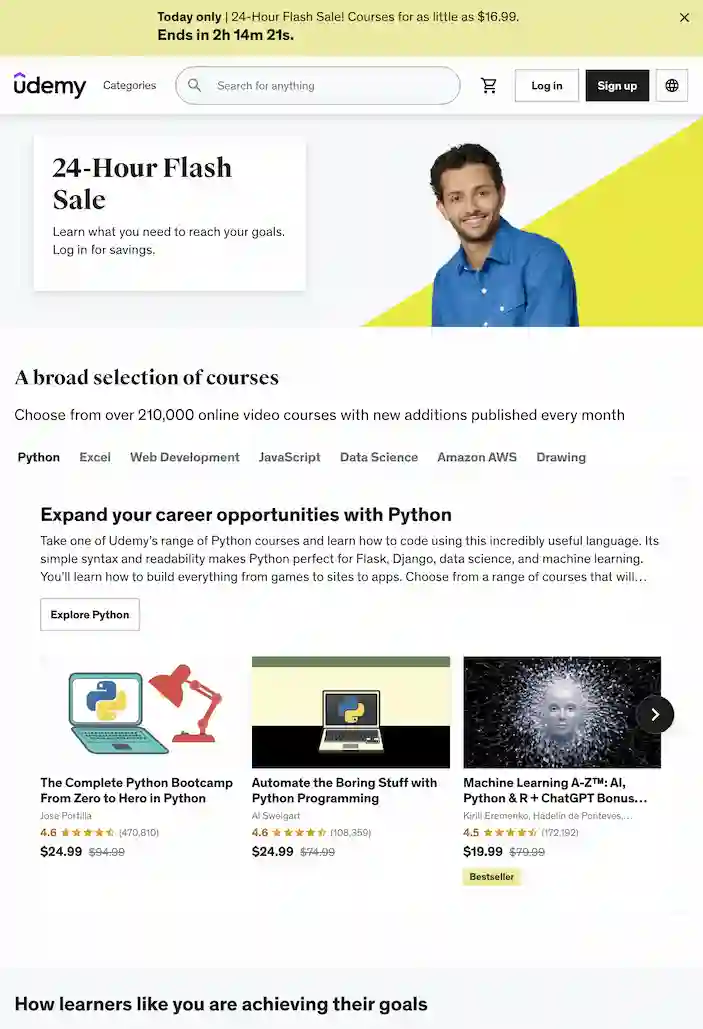 Today only | 24-Hour Flash Sale! Courses for as little as $16.99.
Ends in 2h 14m 21s.
udemy
Categories
Search for anything
Log in
Sign up
24-Hour Flash
Sale
Learn what you need to reach your goals.
Log in for savings.
A broad selection of courses
Choose from over 210,000 online video courses with new additions published every month
Python Excel Web Development JavaScript Data Science Amazon AWS Drawing
Expand your career opportunities with Python
Take one of Udemy's range of Python courses and learn how to code using this incredibly useful language. Its
simple syntax and readability makes Python perfect for Flask, Django, data science, and machine learning.
You'll learn how to build everything from games to sites to apps. Choose from a range of courses that will...
Explore Python
The Complete Python Bootcamp
From Zero to Hero in Python
Jose Portilla
4.6 (470,810)
$24.99 $94.99
Automate the Boring Stuff with
Python Programming
Al Sweigart
4.6 (108,359)
$24.99 $74.99
Machine Learning A-Z™: AI,
Python & R + ChatGPT Bonus...
Kirill Eremenko, Hadelin de Ponteves,...
4.5 (172,192)
$19.99 $79.99
Bestseller
How learners like you are achieving their goals